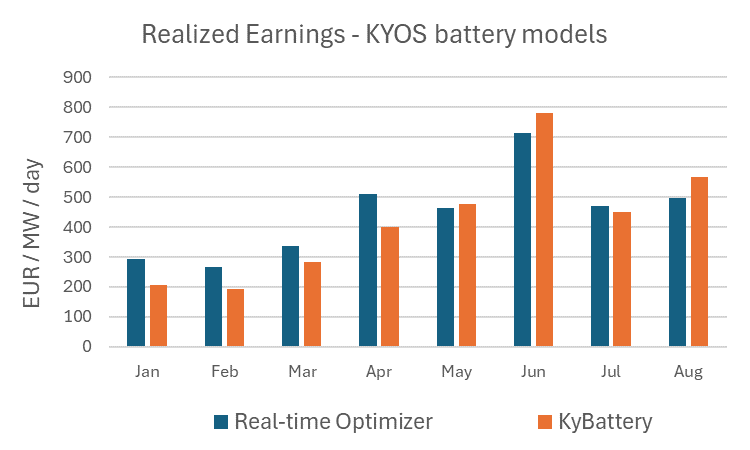 Realized Earnings - KYOS battery models
EUR / MW / day
900
800
700
600
500
400
300
200
100
0
Jan Feb Mar Apr May Jun Jul Aug
Real-time Optimizer KyBattery